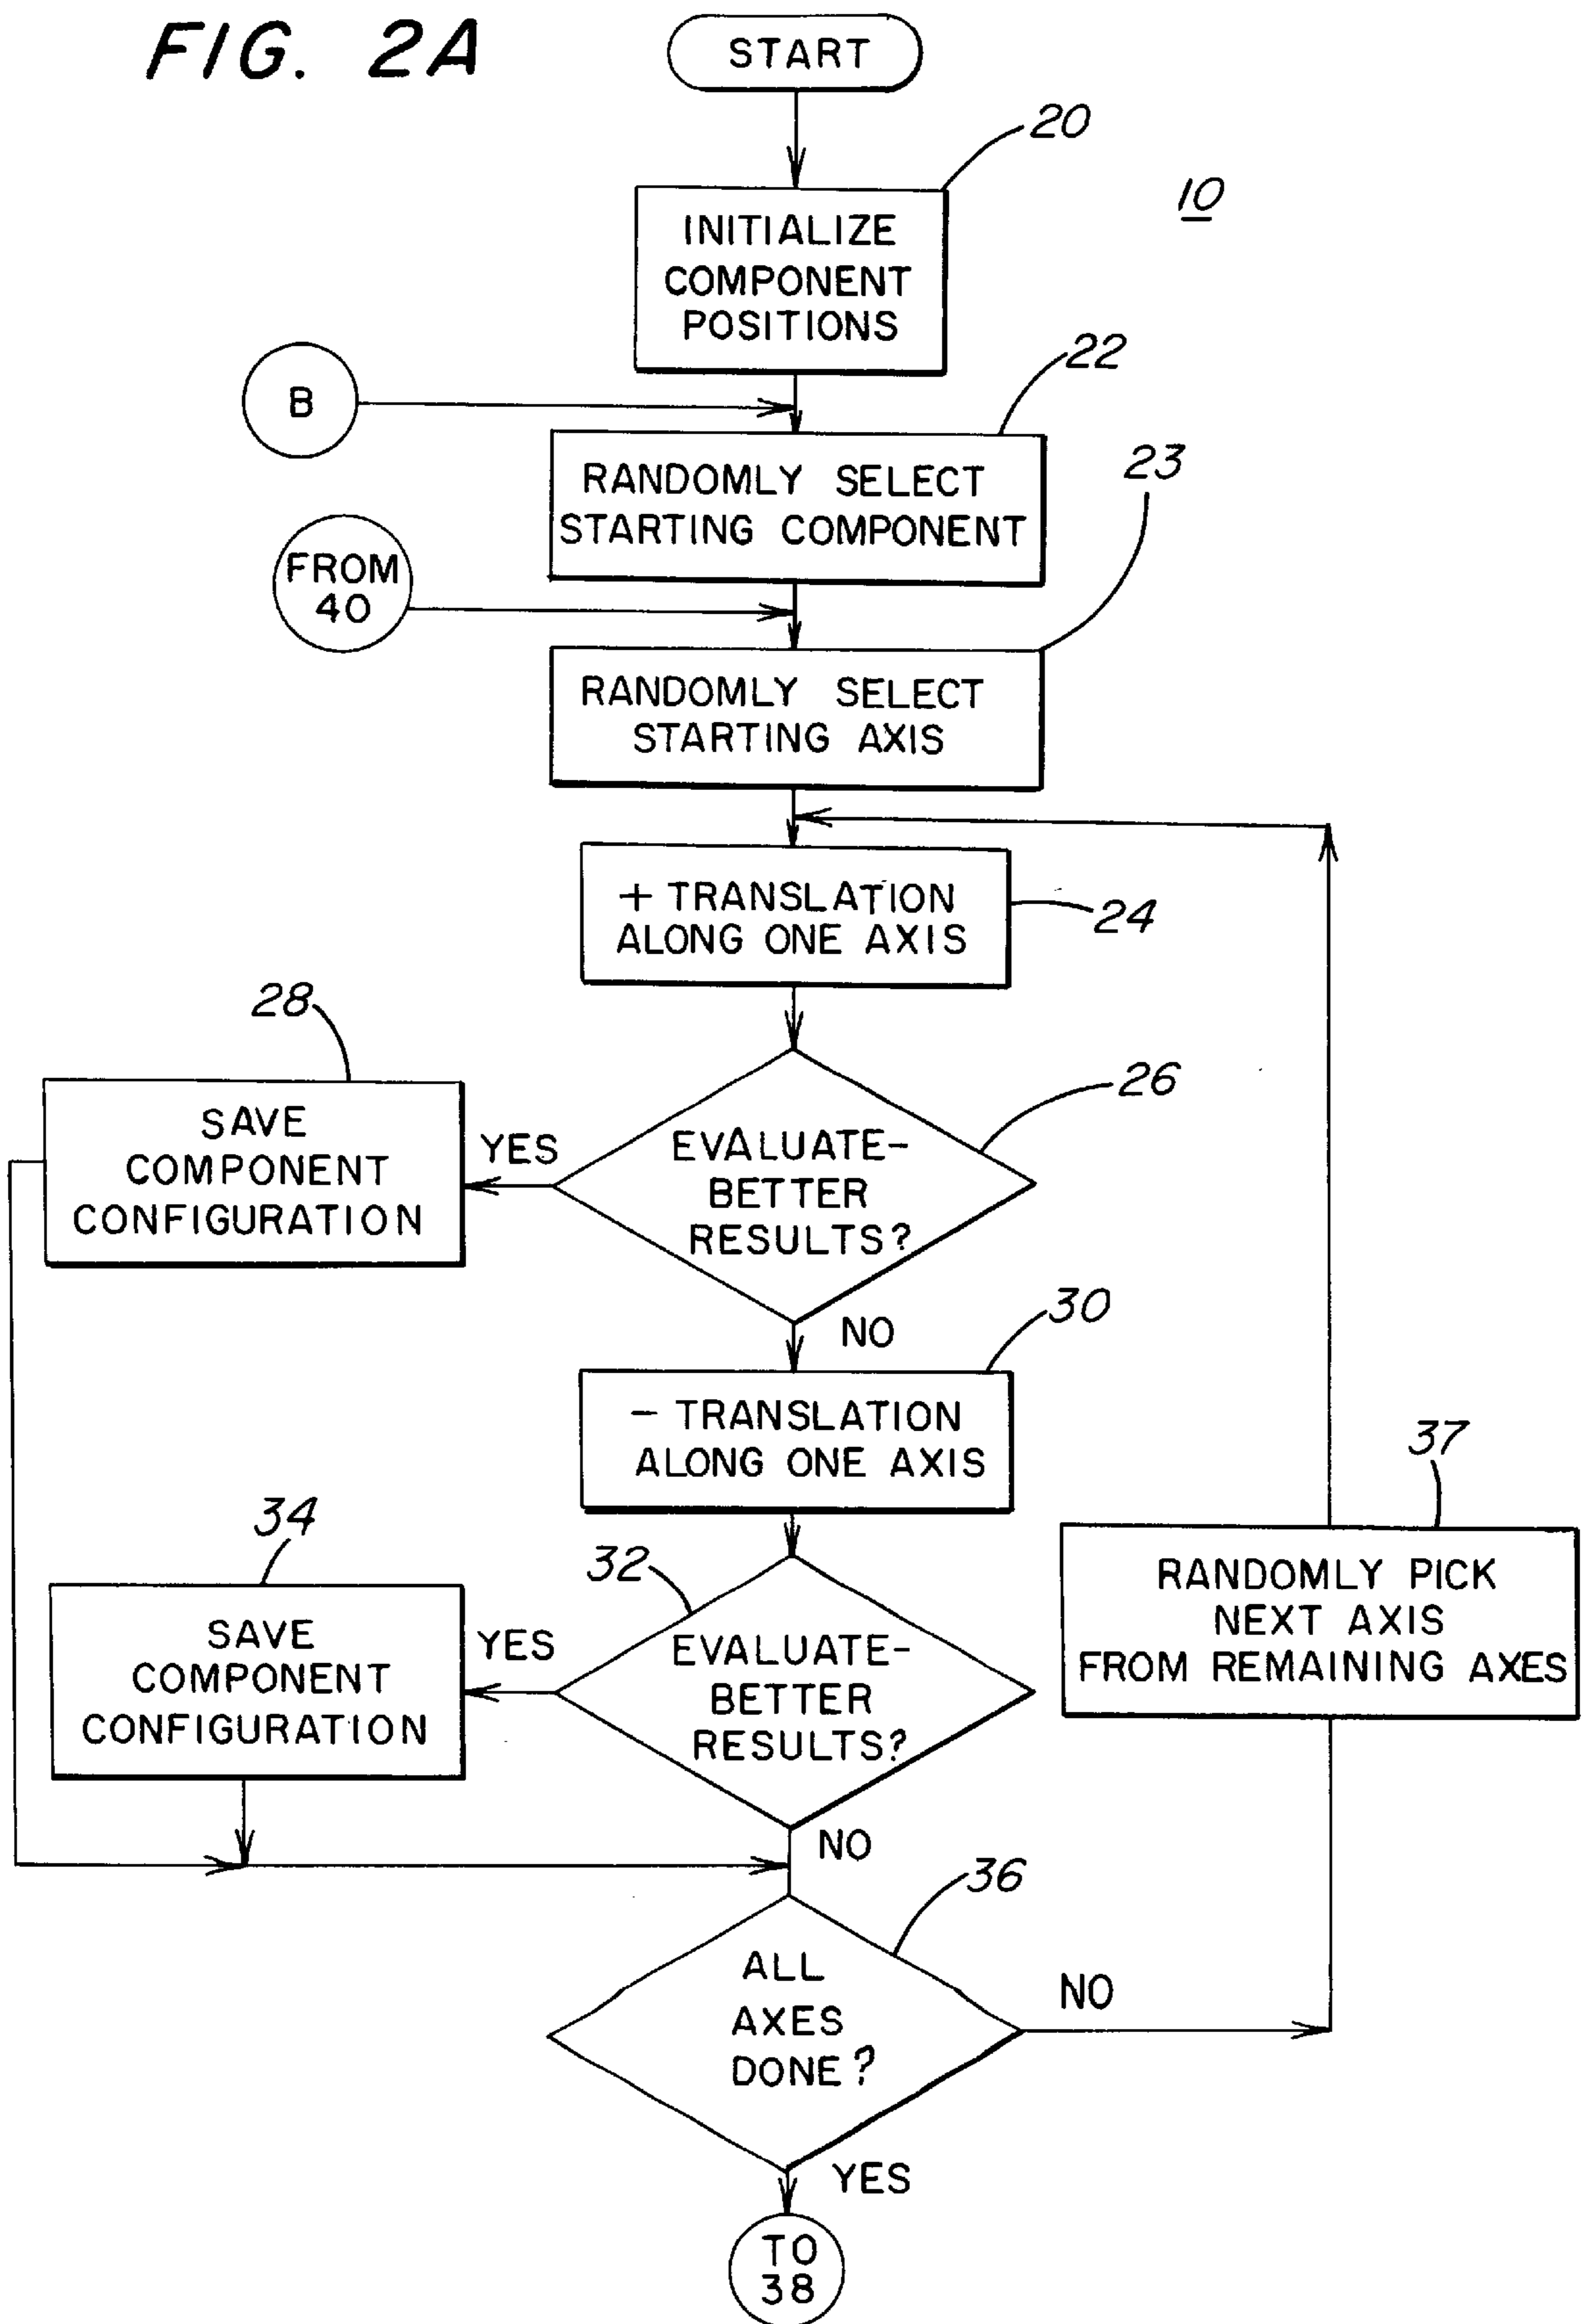 FIG. 2A
START
20
10
INITIALIZE
COMPONENT
POSITIONS
B
22
RANDOMLY SELECT
STARTING COMPONENT
23
FROM
40
RANDOMLY SELECT
STARTING AXIS
+ TRANSLATION
ALONG ONE AXIS
24
28
SAVE
COMPONENT
CONFIGURATION
YES
26
EVALUATE-
BETTER
RESULTS?
NO
30
- TRANSLATION
ALONG ONE AXIS
37
RANDOMLY PICK
NEXT AXIS
FROM REMAINING AXES
34
SAVE
COMPONENT
CONFIGURATION
YES
32
EVALUATE-
BETTER
RESULTS?
NO
36
ALL
AXES
DONE?
NO
YES
TO
38